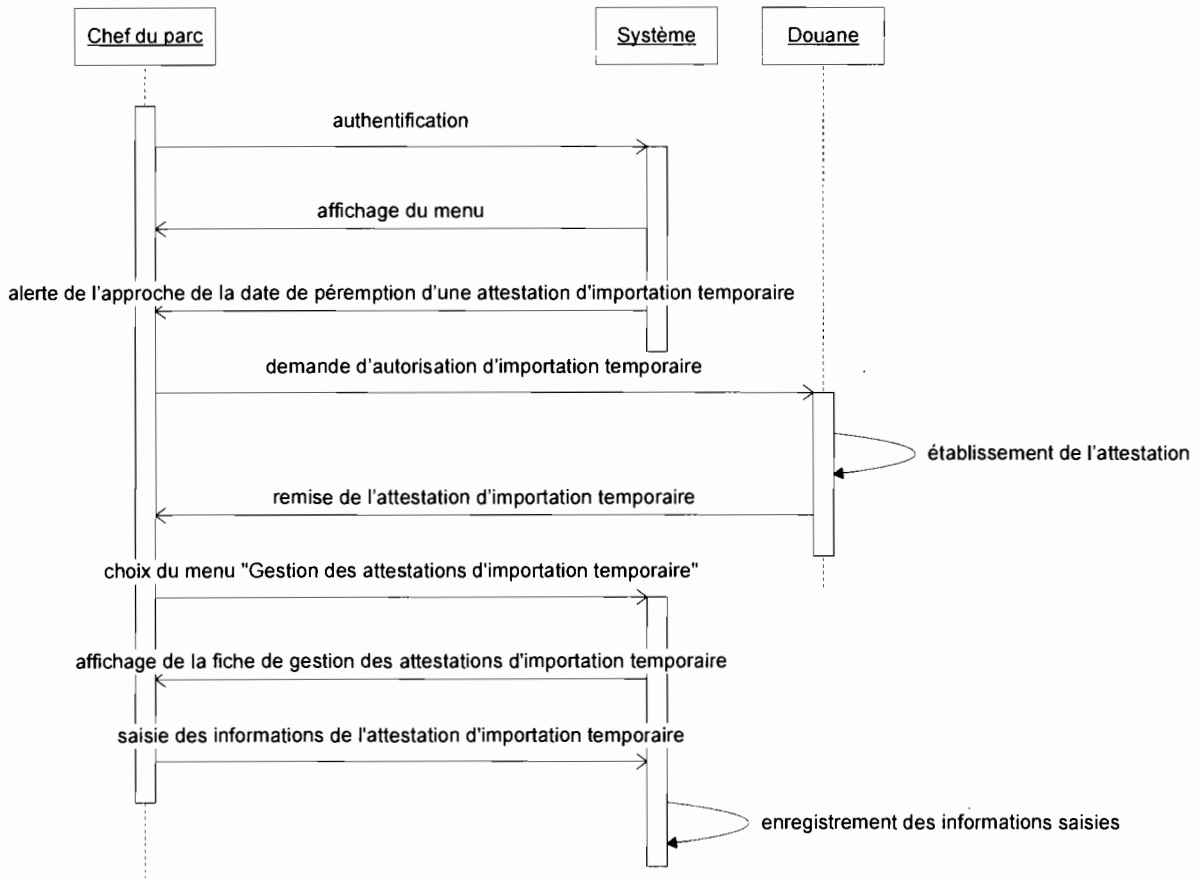 Chef du parc
Système
Douane
authentification
affichage du menu
alerte de l'approche de la date de péremption d'une attestation d'importation temporaire
demande d'autorisation d'importation temporaire
établissement de l'attestation
remise de l'attestation d'importation temporaire
choix du menu "Gestion des attestations d'importation temporaire"
affichage de la fiche de gestion des attestations d'importation temporaire
saisie des informations de l'attestation d'importation temporaire
enregistrement des informations saisies